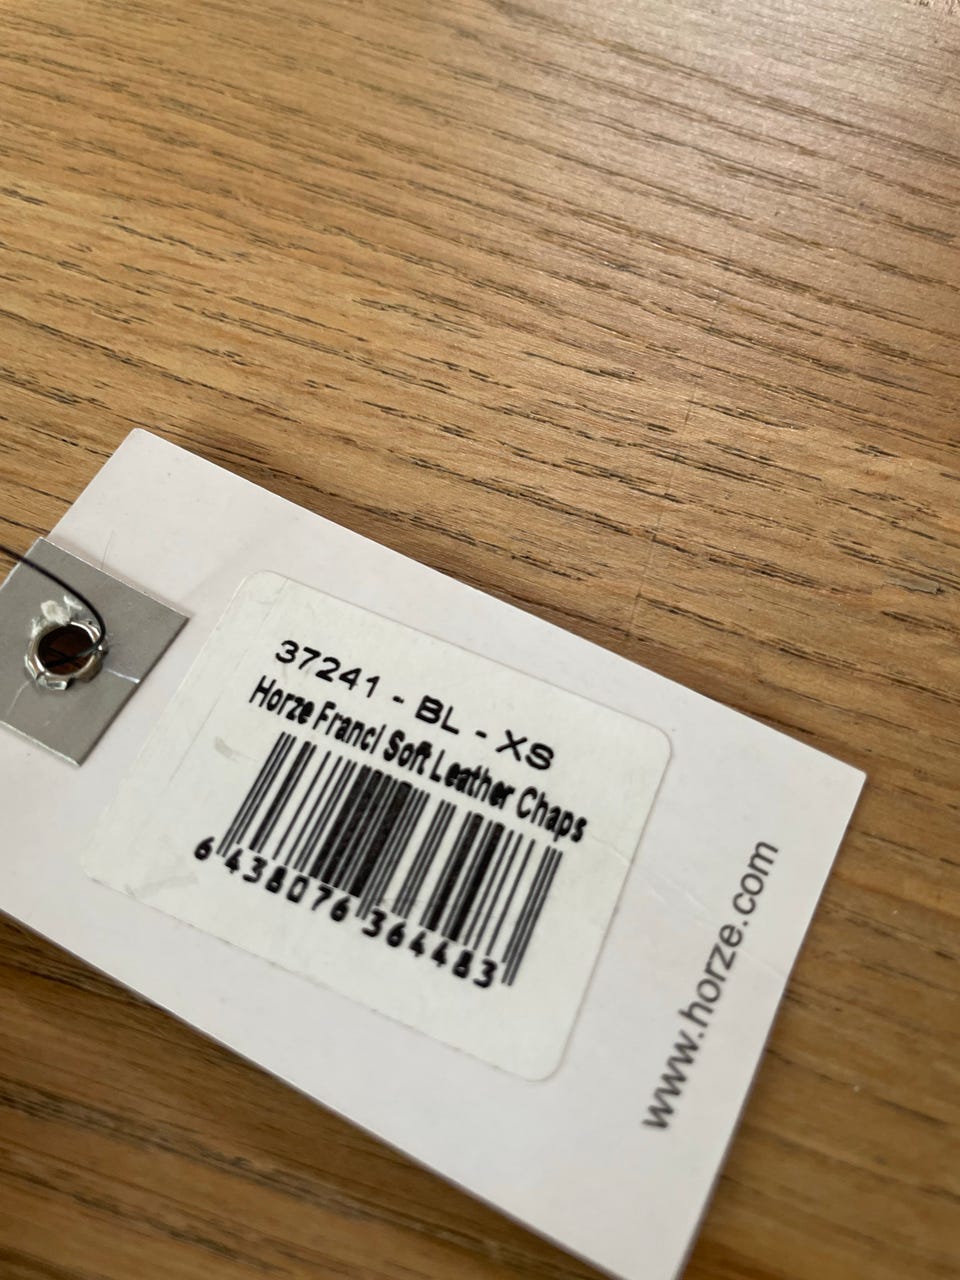 37241 - BL - XS
Horze Franci Soft Leather Chaps
6 438076 364483
www.horze.com